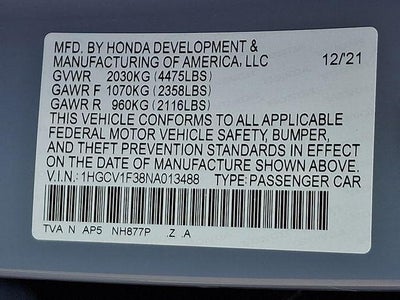 MFD. BY HONDA DEVELOPMENT &
MANUFACTURING OF AMERICA, LLC 12/'21
GVWR 2030KG (4475LBS)
GAWR F 1070KG (2358LBS)
GAWR R 960KG (2116LBS)
THIS VEHICLE CONFORMS TO ALL APPLICABLE
FEDERAL MOTOR VEHICLE SAFETY, BUMPER,
AND THEFT PREVENTION STANDARDS IN EFFECT
ON THE DATE OF MANUFACTURE SHOWN ABOVE.
V.I.N.: 1HGCV1F38NA013488 TYPE:PASSENGER CAR
TVA N AP5 NH877P .Z .A